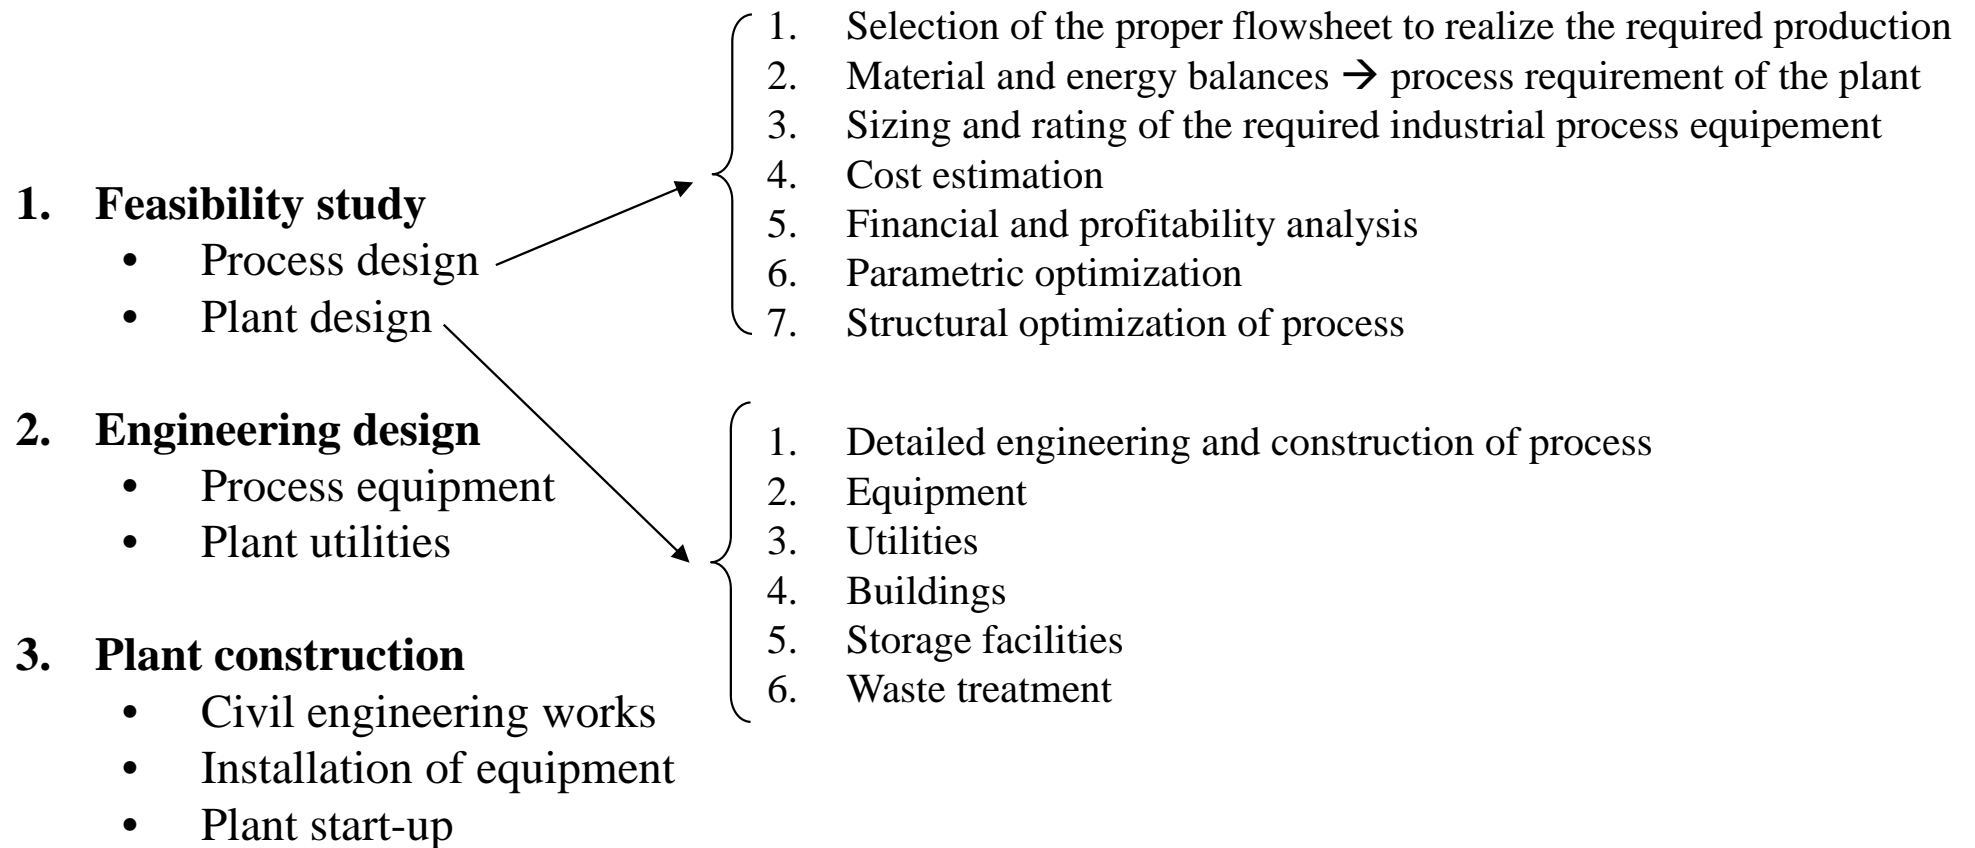 1. Feasibility study
• Process design
• Plant design
2. Engineering design
• Process equipment
• Plant utilities
3. Plant construction
• Civil engineering works
• Installation of equipment
• Plant start-up
1. Selection of the proper flowsheet to realize the required production
2. Material and energy balances → process requirement of the plant
3. Sizing and rating of the required industrial process equipement
4. Cost estimation
5. Financial and profitability analysis
6. Parametric optimization
7. Structural optimization of process
1. Detailed engineering and construction of process
2. Equipment
3. Utilities
4. Buildings
5. Storage facilities
6. Waste treatment